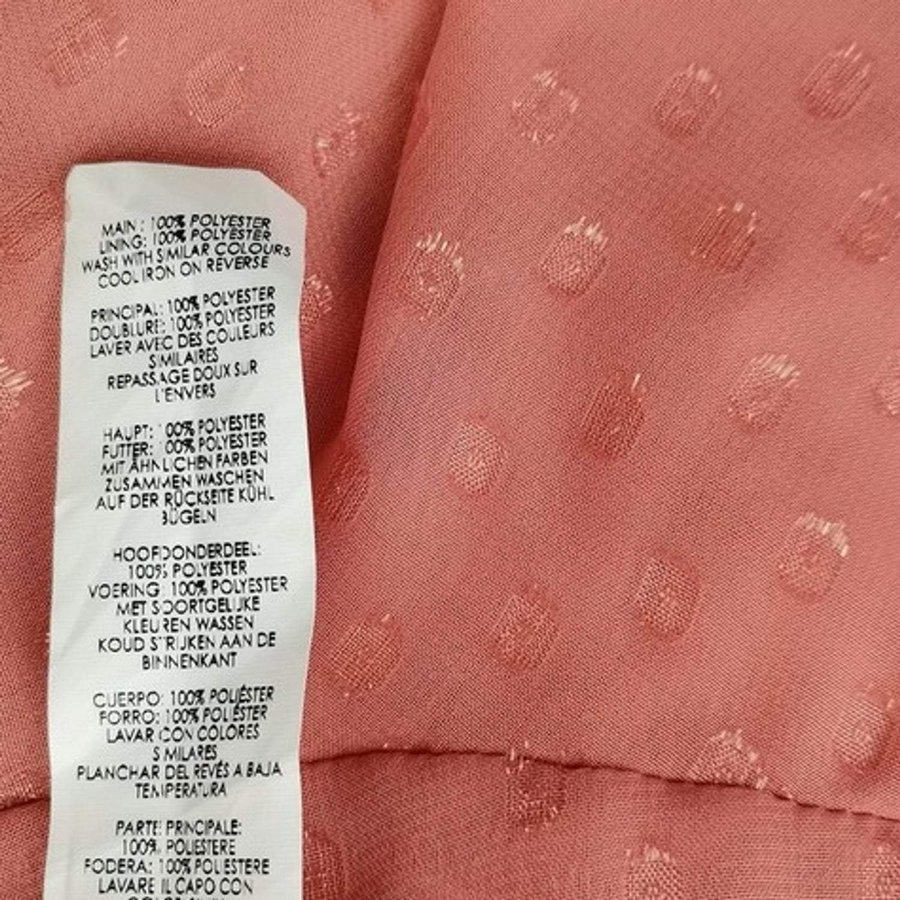 MAIN: 100% POLYESTER
LINING: 100% POLYESTER
WASH WITH SIMILAR COLOURS
COOL IRON ON REVERSE
PRINCIPAL: 100% POLYESTER
DOUBLURE: 100% POLYESTER
LAVER AVEC DES COULEURS
SIMILAIRES
REPASSAGE DOUX SUR
L'ENVERS
HAUPT: 100% POLYESTER
FUTTER: 100% POLYESTER
MIT ÄHNLICHEN FARBEN
ZUSAMMEN WASCHEN
AUF DER RÜCKSEITE KÜHL
BÜGELN
HOOFDONDERDEEL:
100% POLYESTER
VOERING: 100% POLYESTER
MET SOORTGELIJKE
KLEUREN WASSEN
KOUD STRIJKEN AAN DE
BINNENKANT
CUERPO: 100% POLIÉSTER
FORRO: 100% POLIÉSTER
LAVAR CON COLORES
SIMILARES
PLANCHAR DEL REVÉS A BAJA
TEMPERATURA
PARTE PRINCIPALE:
100% POLIESTERE
FODERA: 100% POLIESTERE
LAVARE IL CAPO CON